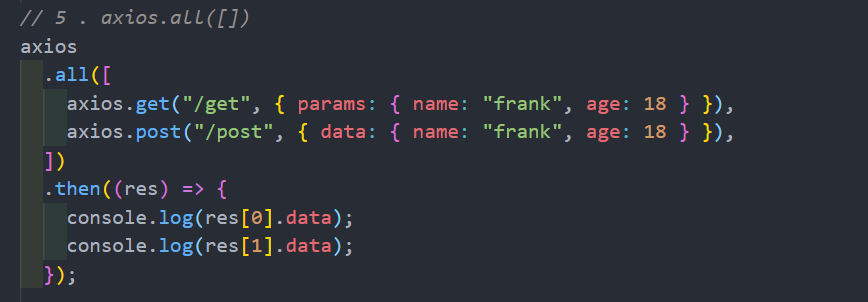 // 5 . axios.all([])
axios
.all([
axios.get("/get", { params: { name: "frank", age: 18 } }),
axios.post("/post", { data: { name: "frank", age: 18 } }),
])
.then((res) => {
console.log(res[0].data);
console.log(res[1].data);
});